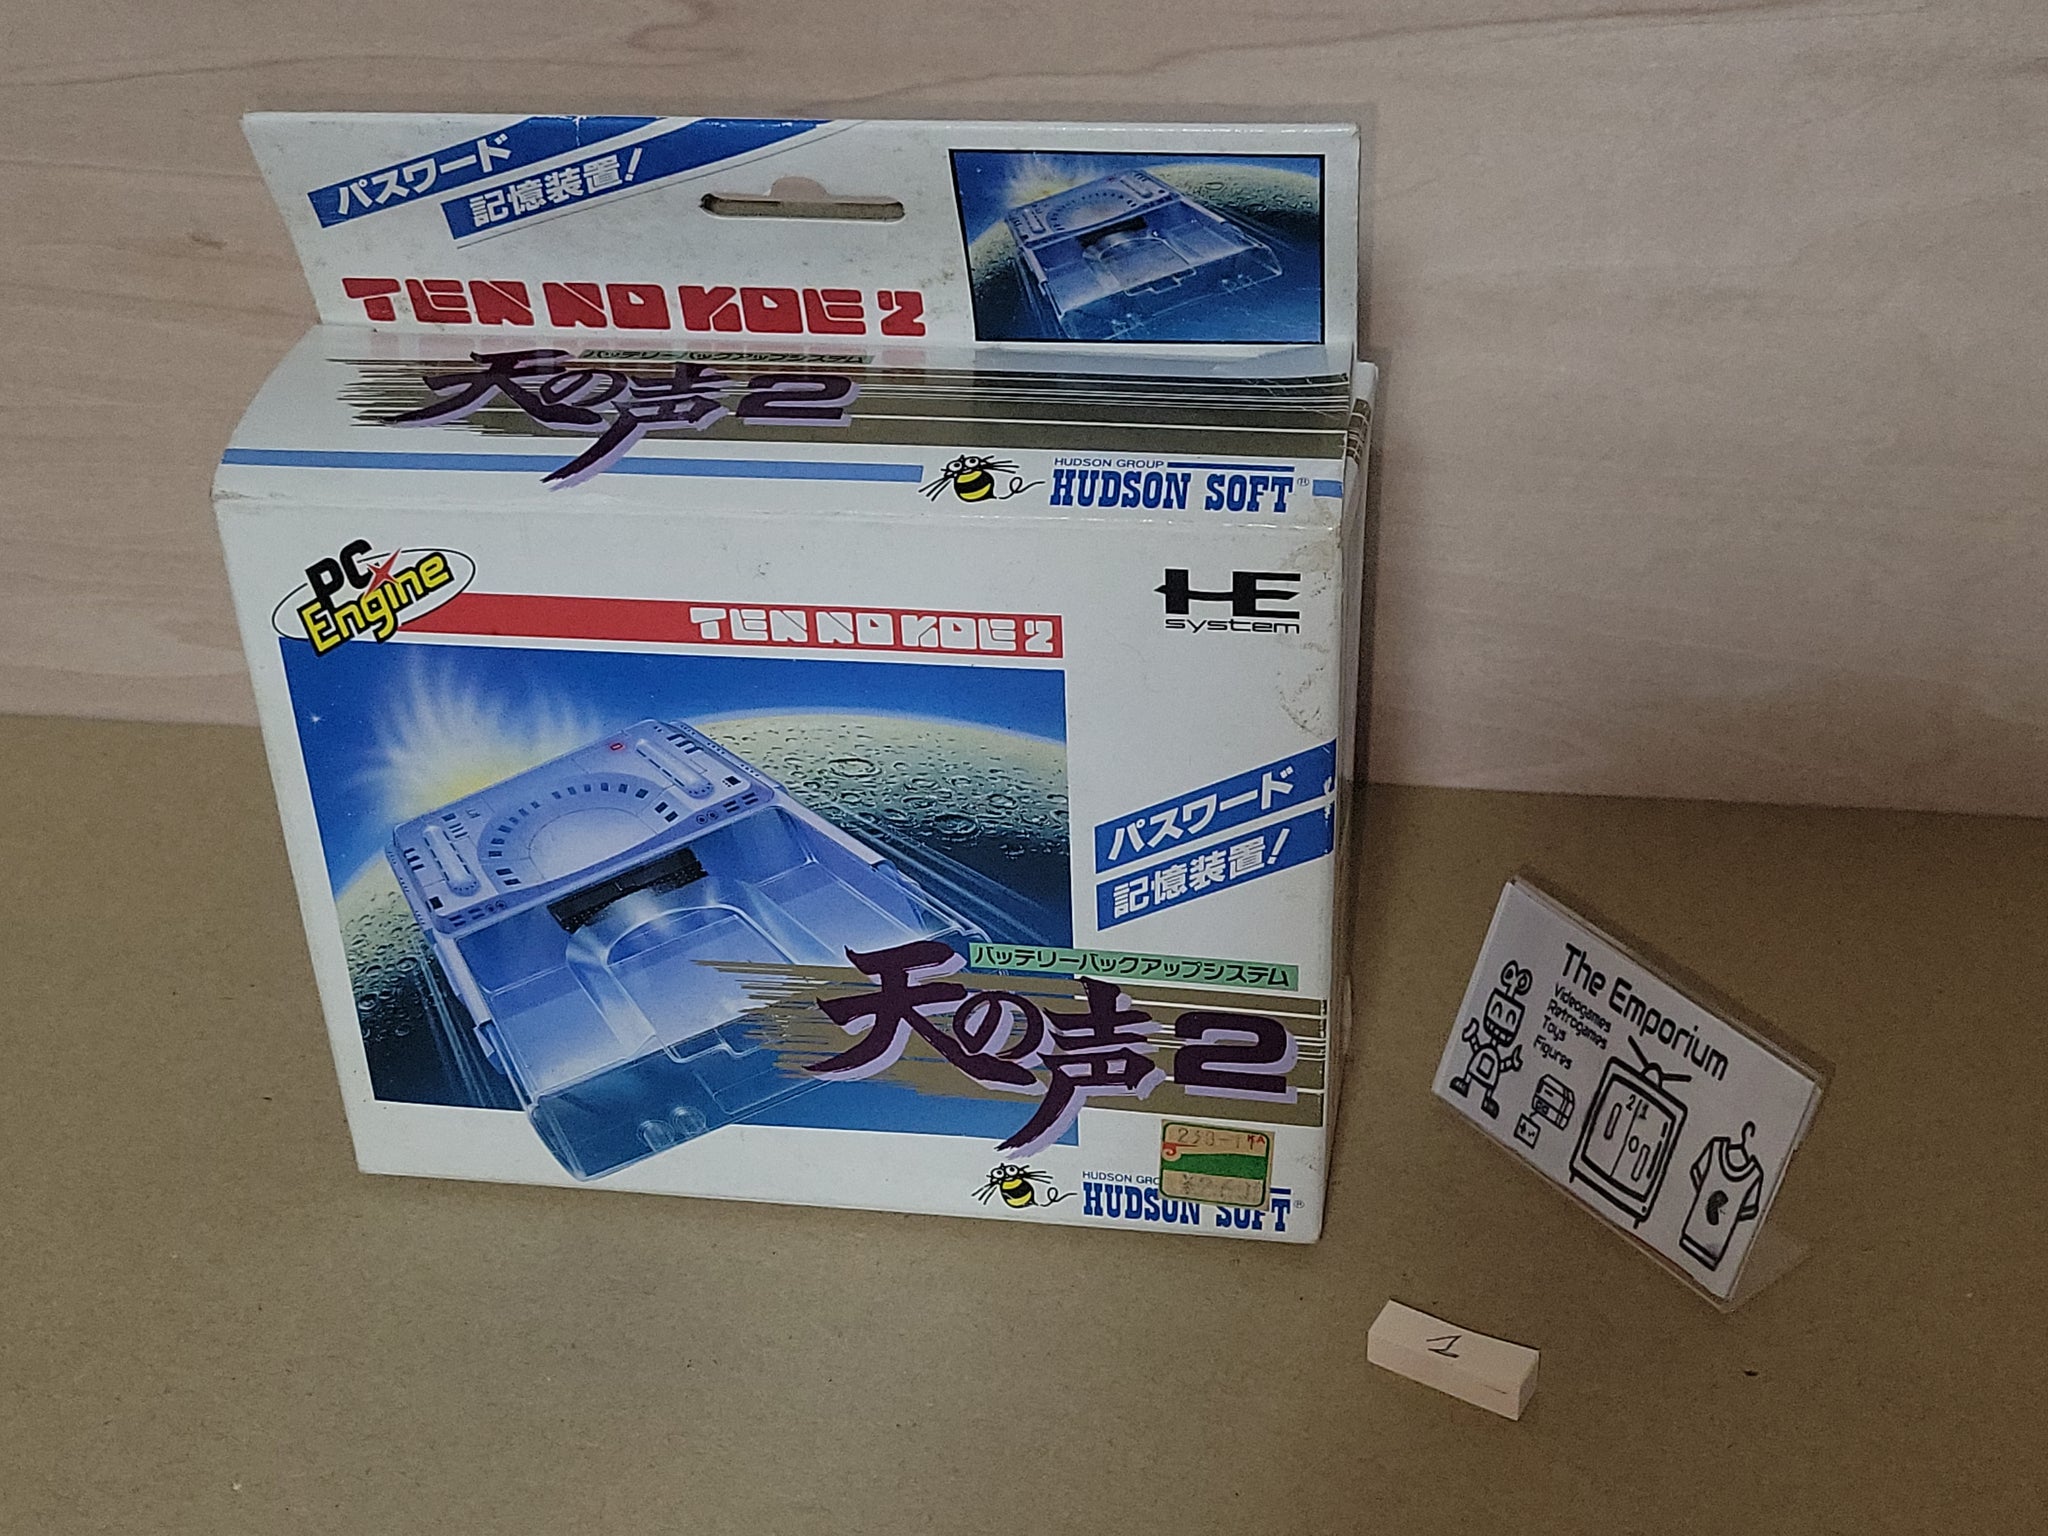 パスワード
記憶装置!
TEN NO KOE 2
バッテリーバックアップシステム
天の声2
HUDSON GROUP
HUDSON SOFT®
PC Engine
TEN NO KOE 2
HE
system
パスワード
記憶装置!
バッテリーバックアップシステム
天の声2
HUDSON
HUDSON SOFT®
The Emporium
Videogames
Retrogames
Toys
Figures
21
1